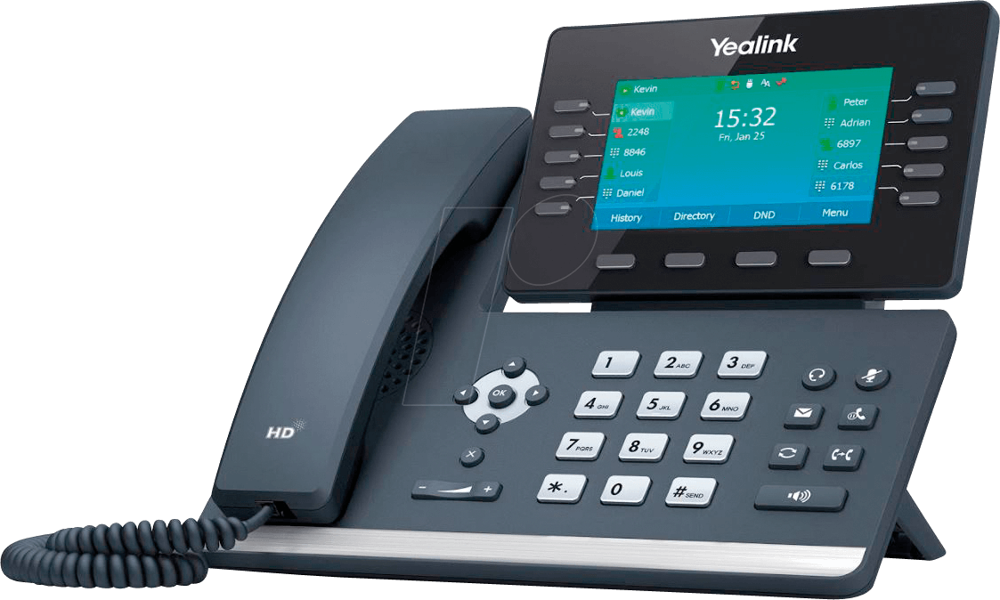 Yealink
Kevin
Kevin
2248
8846
Louis
Daniel
15:32
Fri, Jan 25
Peter
Adrian
6897
Carlos
6178
History Directory DND Menu
HD
OK
1 2 ABC 3 DEF
4 GHI 5 JKL 6 MNO
7 PQRS 8 TUV 9 WXYZ
*. 0 # SEND
- +